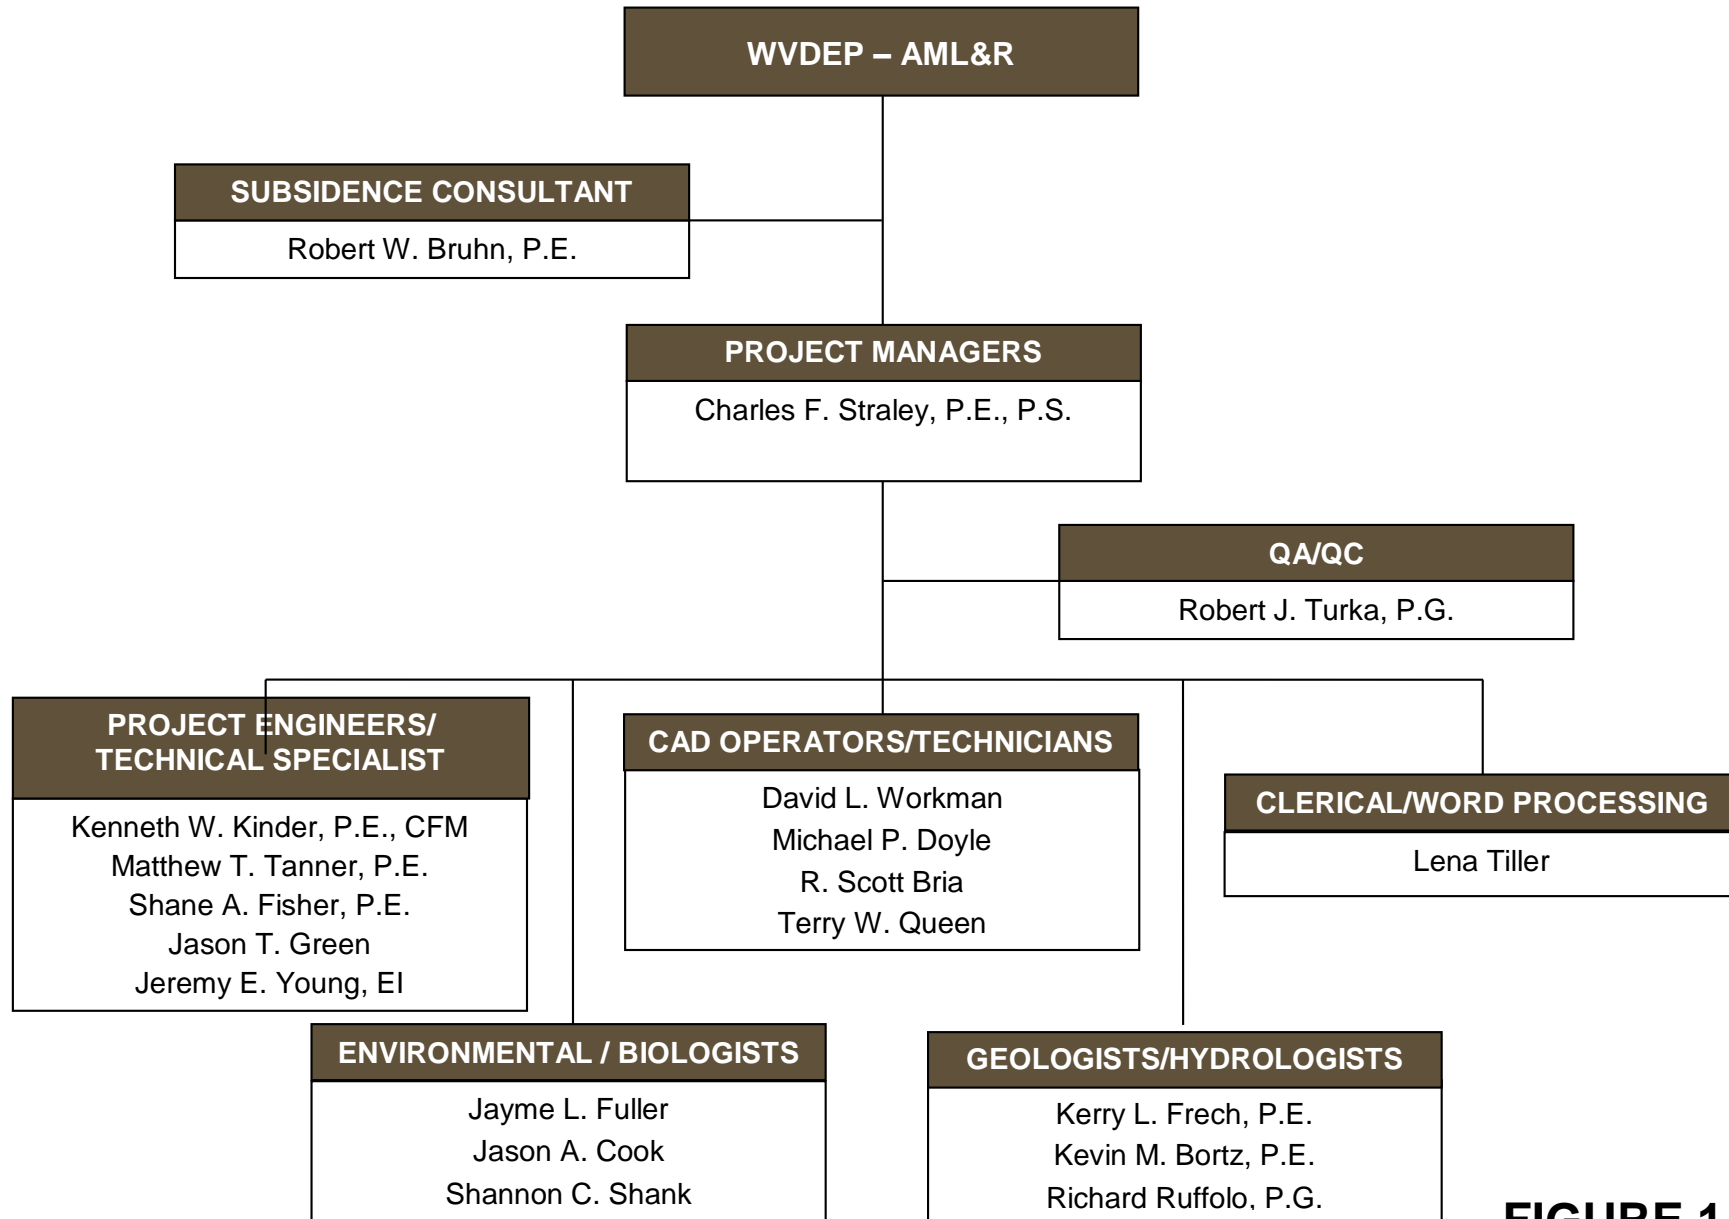 WVDEP – AML&R
SUBSIDENCE CONSULTANT
Robert W. Bruhn, P.E.
PROJECT MANAGERS
Charles F. Straley, P.E., P.S.
QA/QC
Robert J. Turka, P.G.
PROJECT ENGINEERS/
TECHNICAL SPECIALIST
Kenneth W. Kinder, P.E., CFM
Matthew T. Tanner, P.E.
Shane A. Fisher, P.E.
Jason T. Green
Jeremy E. Young, EI
CAD OPERATORS/TECHNICIANS
David L. Workman
Michael P. Doyle
R. Scott Bria
Terry W. Queen
CLERICAL/WORD PROCESSING
Lena Tiller
ENVIRONMENTAL / BIOLOGISTS
Jayme L. Fuller
Jason A. Cook
Shannon C. Shank
GEOLOGISTS/HYDROLOGISTS
Kerry L. Frech, P.E.
Kevin M. Bortz, P.E.
Richard Ruffolo, P.G.
FIGURE 1